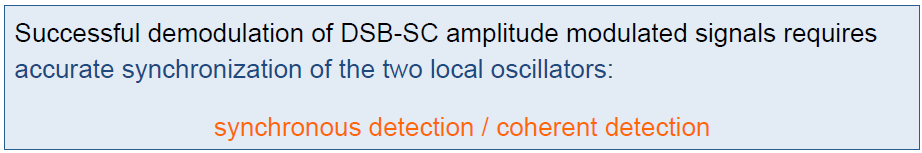 Successful demodulation of DSB-SC amplitude modulated signals requires
accurate synchronization of the two local oscillators:
synchronous detection / coherent detection